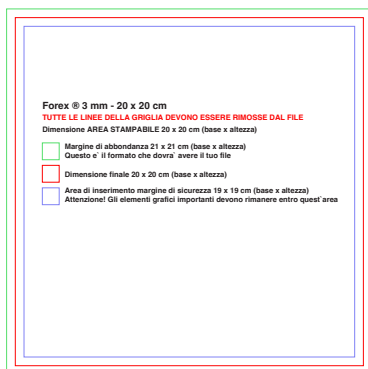 Forex ® 3 mm - 20 x 20 cm
TUTTE LE LINEE DELLA GRIGLIA DEVONO ESSERE RIMOSSE DAL FILE
Dimensione AREA STAMPABILE 20 x 20 cm (base x altezza)
Margine di abbondanza 21 x 21 cm (base x altezza)
Questo e` il formato che dovra` avere il tuo file
Dimensione finale 20 x 20 cm (base x altezza)
Area di inserimento margine di sicurezza 19 x 19 cm (base x altezza)
Attenzione! Gli elementi grafici importanti devono rimanere entro quest`area